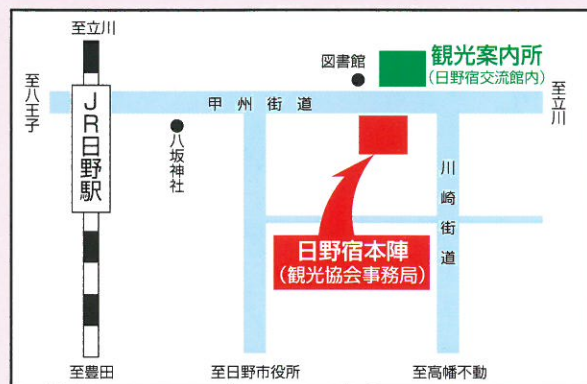 至立川
図書館
観光案内所
(日野宿交流館内)
至八王子
JR日野駅
甲州街道
至立川
八坂神社
川崎街道
日野宿本陣
(観光協会事務局)
至豊田
至日野市役所
至高幡不動